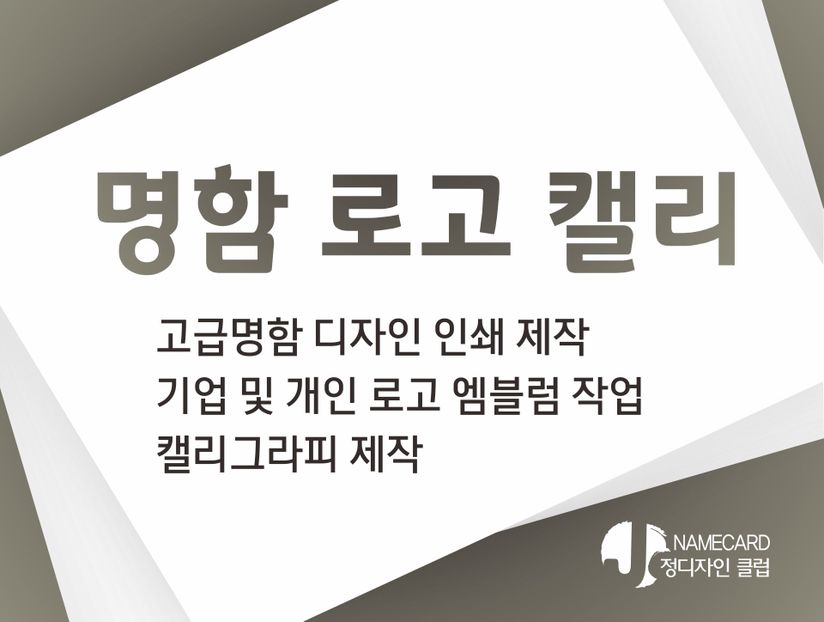 명함 로고 캘리
고급명함 디자인 인쇄 제작
기업 및 개인 로고 엠블럼 작업
캘리그라피 제작
NAMECARD
정디자인 클럽